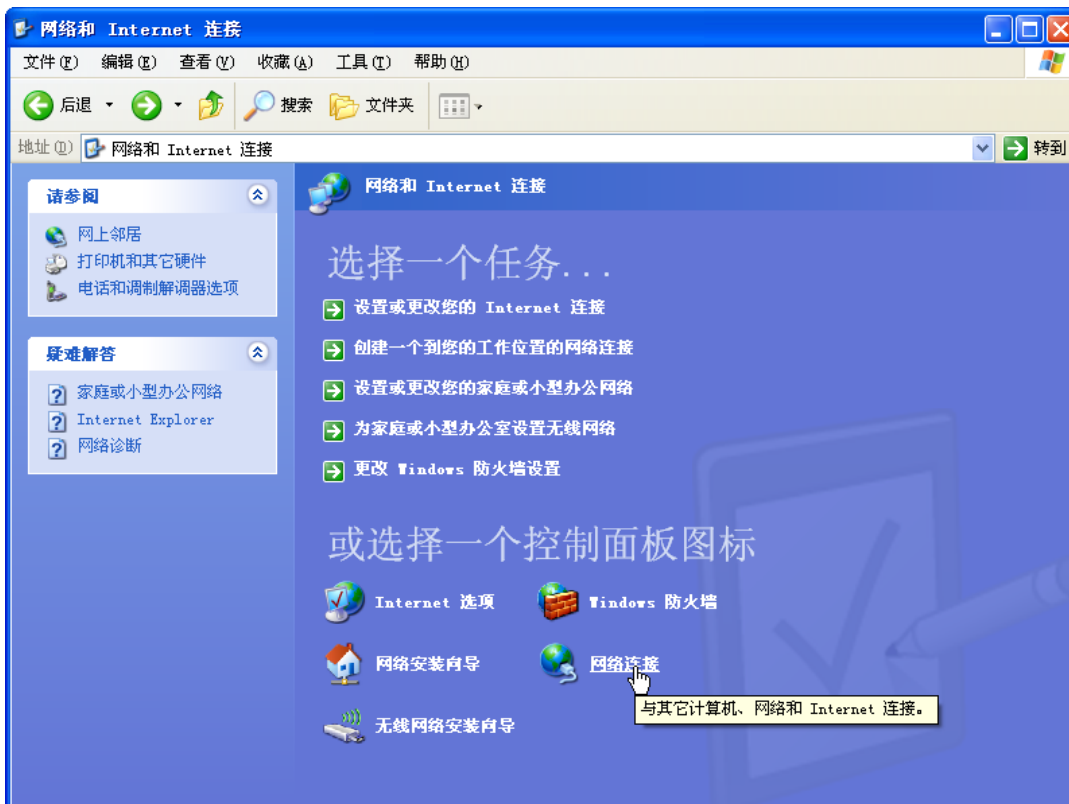 网络和 Internet 连接
文件(F) 编辑(E) 查看(V) 收藏(A) 工具(T) 帮助(H)
后退 搜索 文件夹
地址(D) 网络和 Internet 连接 转到
请参阅
网上邻居
打印机和其它硬件
电话和调制解调器选项
疑难解答
家庭或小型办公网络
Internet Explorer
网络诊断
网络和 Internet 连接
选择一个任务...
设置或更改您的 Internet 连接
创建一个到您的工作位置的网络连接
设置或更改您的家庭或小型办公网络
为家庭或小型办公室设置无线网络
更改 Windows 防火墙设置
或选择一个控制面板图标
Internet 选项 Windows 防火墙
网络安装向导 网络连接
与其它计算机、网络和 Internet 连接。
无线网络安装向导